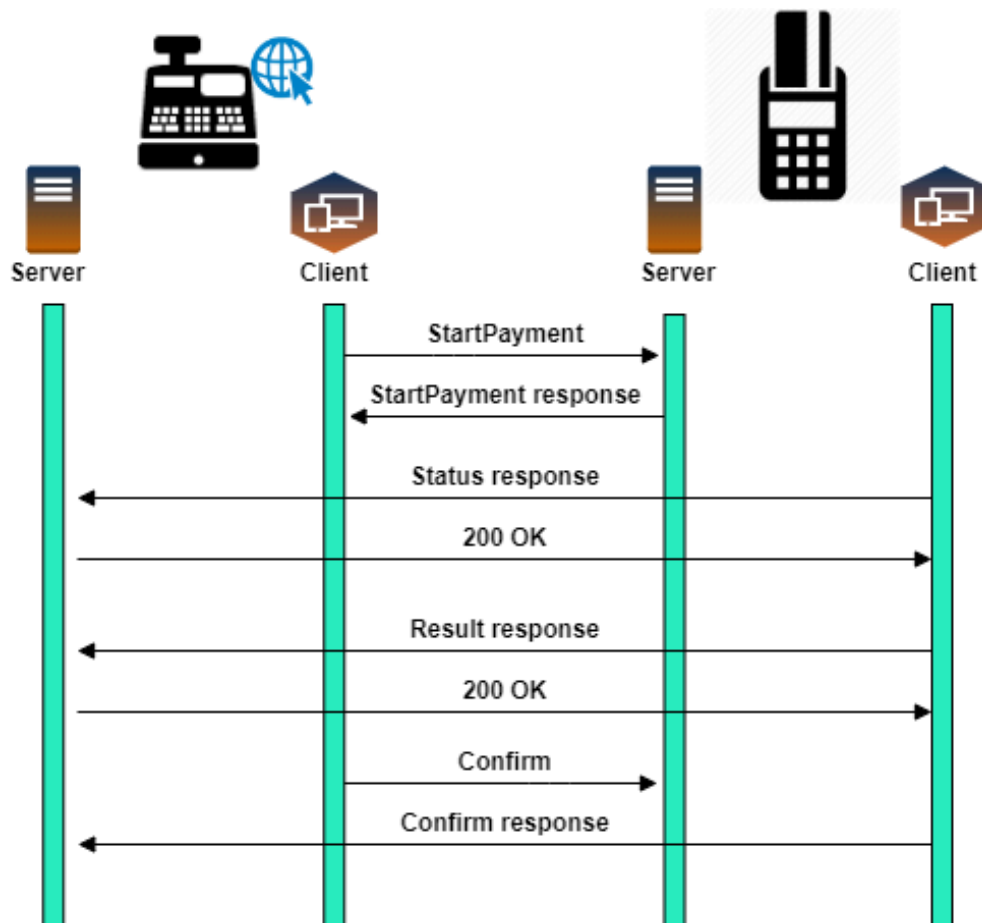 Server
Client
Server
Client
StartPayment
StartPayment response
Status response
200 OK
Result response
200 OK
Confirm
Confirm response